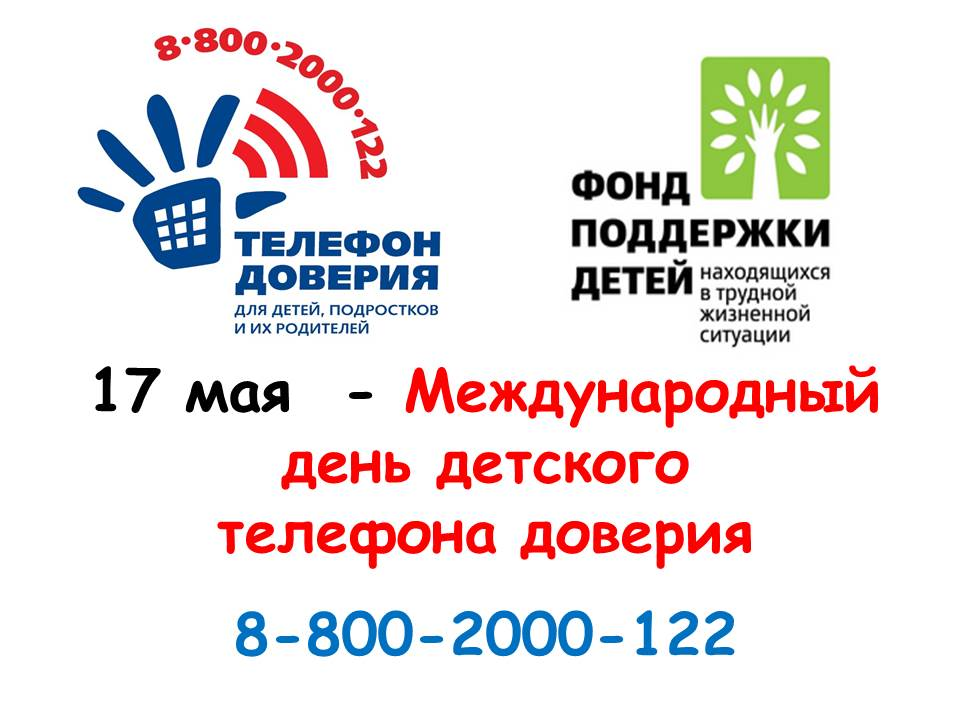 8·800·2000·122
ТЕЛЕФОН
ДОВЕРИЯ
ДЛЯ ДЕТЕЙ, ПОДРОСТКОВ
И ИХ РОДИТЕЛЕЙ
ФОНД
ПОДДЕРЖКИ
ДЕТЕЙ
находящихся
в трудной
жизненной
ситуации
17 мая - Международный
день детского
телефона доверия
8-800-2000-122